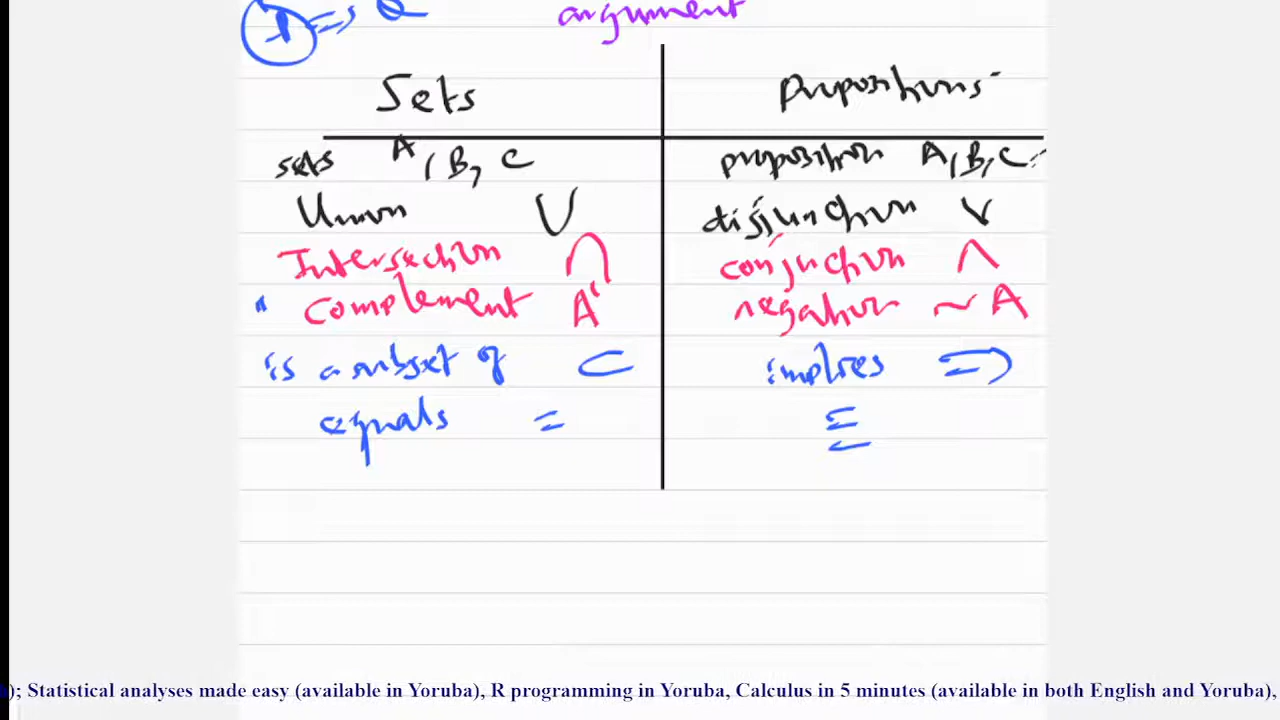 ⇒ Q
argument
Sets Propositions
sets A, B, C proposition A, B, C
Union ∪ disjunction ∨
Intersection ∩ conjunction ∧
Complement A' negation ~A
is a subset of ⊂ implies ⇒
equals = ≡
); Statistical analyses made easy (available in Yoruba), R programming in Yoruba, Calculus in 5 minutes (available in both English and Yoruba),